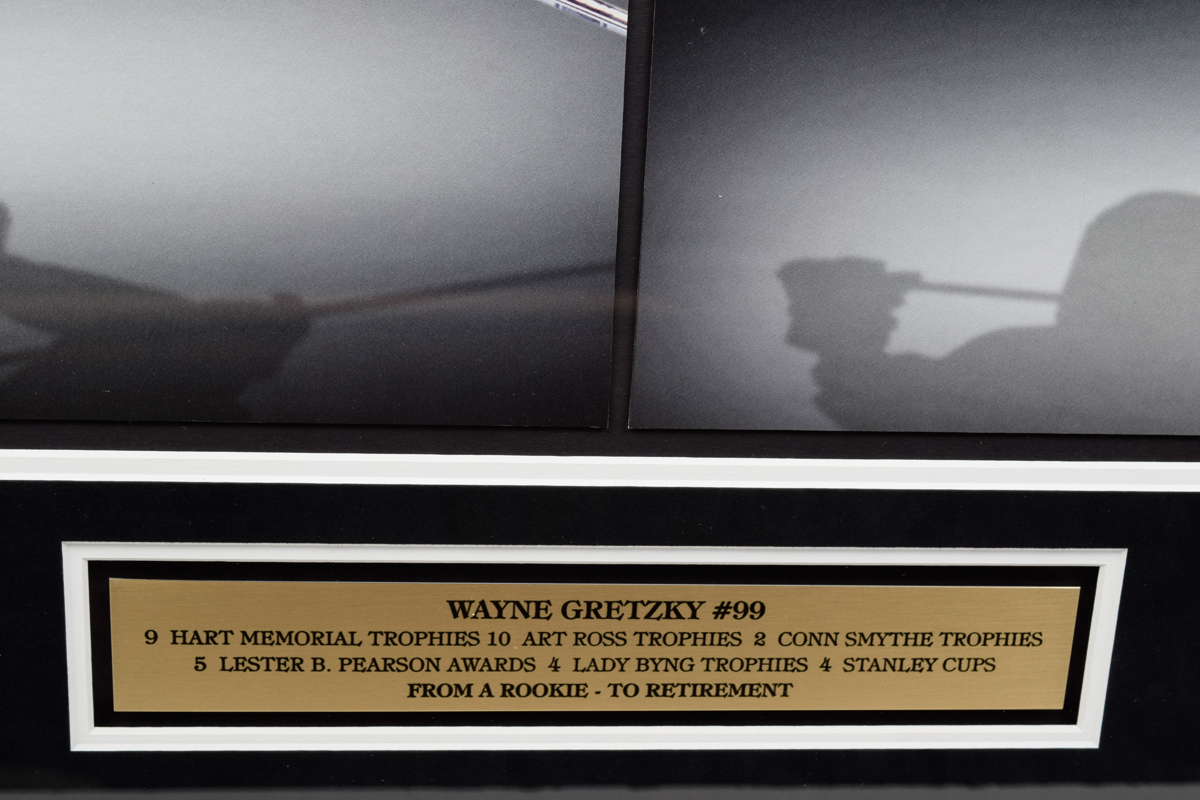 WAYNE GRETZKY #99
9 HART MEMORIAL TROPHIES 10 ART ROSS TROPHIES 2 CONN SMYTHE TROPHIES
5 LESTER B. PEARSON AWARDS 4 LADY BYNG TROPHIES 4 STANLEY CUPS
FROM A ROOKIE - TO RETIREMENT